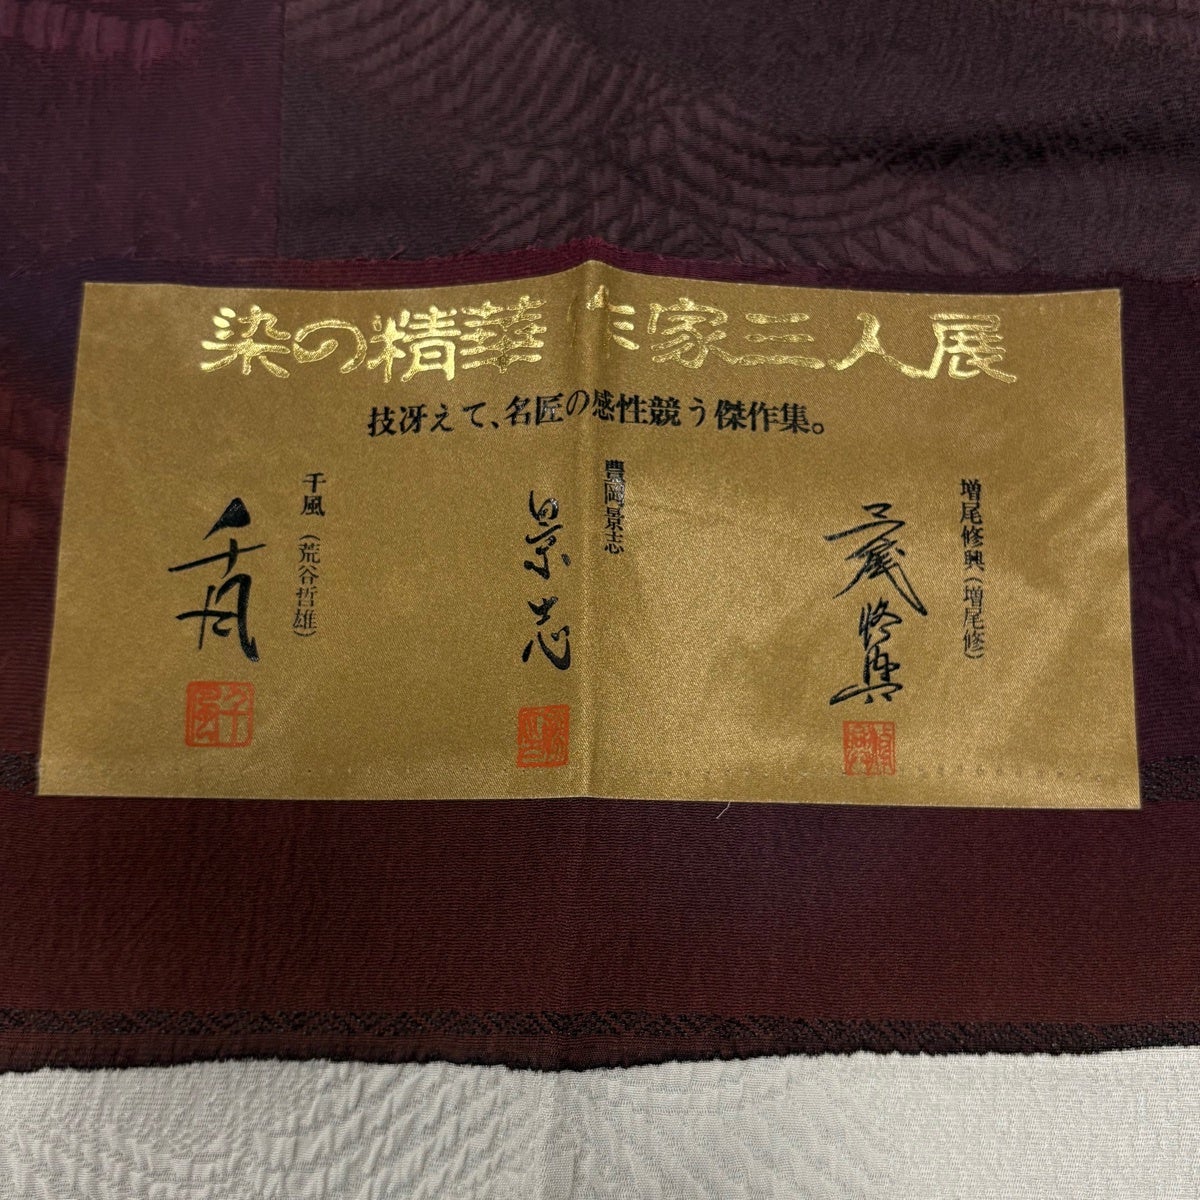 染の精華 作家三人展
技冴えて、名匠の感性競う傑作集。
増尾修興（増尾修）
豊岡景志
景志
千風（荒谷哲雄）
千風